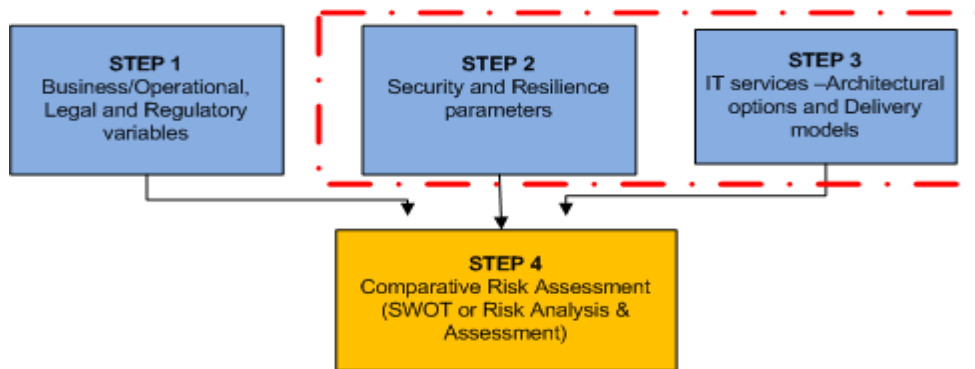 STEP 1
Business/Operational,
Legal and Regulatory
variables
STEP 2
Security and Resilience
parameters
STEP 3
IT services –Architectural
options and Delivery
models
STEP 4
Comparative Risk Assessment
(SWOT or Risk Analysis &
Assessment)